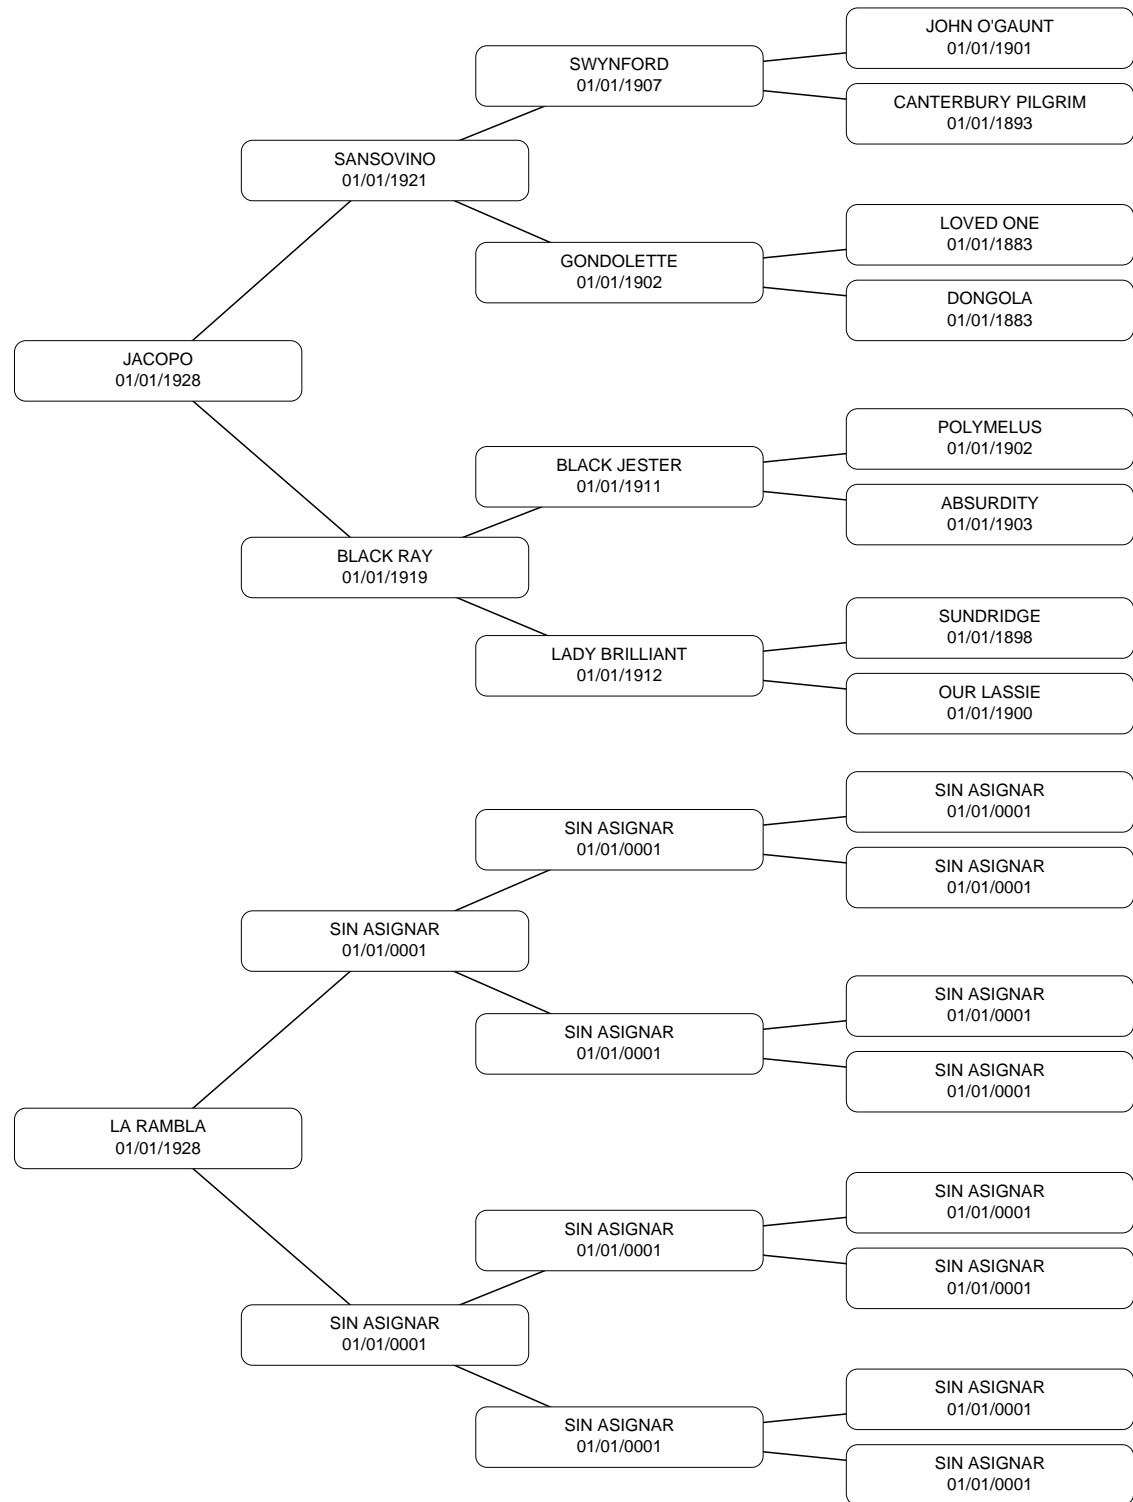 JOHN O'GAUNT
01/01/1901
SWYNFORD
01/01/1907
CANTERBURY PILGRIM
01/01/1893
SANSOVINO
01/01/1921
LOVED ONE
01/01/1883
GONDOLETTE
01/01/1902
DONGOLA
01/01/1883
JACOPO
01/01/1928
POLYMELUS
01/01/1902
BLACK JESTER
01/01/1911
ABSURDITY
01/01/1903
BLACK RAY
01/01/1919
SUNDRIDGE
01/01/1898
LADY BRILLIANT
01/01/1912
OUR LASSIE
01/01/1900
SIN ASIGNAR
01/01/0001
SIN ASIGNAR
01/01/0001
SIN ASIGNAR
01/01/0001
SIN ASIGNAR
01/01/0001
SIN ASIGNAR
01/01/0001
SIN ASIGNAR
01/01/0001
SIN ASIGNAR
01/01/0001
LA RAMBLA
01/01/1928
SIN ASIGNAR
01/01/0001
SIN ASIGNAR
01/01/0001
SIN ASIGNAR
01/01/0001
SIN ASIGNAR
01/01/0001
SIN ASIGNAR
01/01/0001
SIN ASIGNAR
01/01/0001
SIN ASIGNAR
01/01/0001